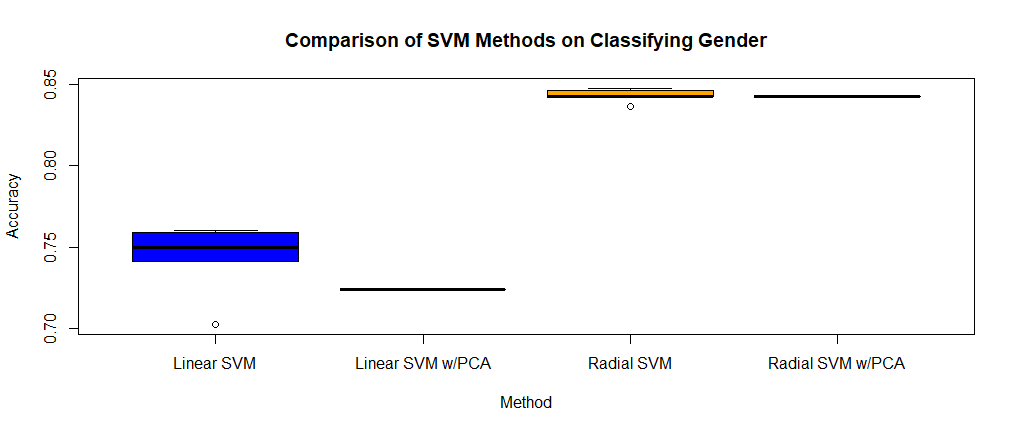 Comparison of SVM Methods on Classifying Gender
Accuracy
0.85
0.80
0.75
0.70
Linear SVM
Linear SVM w/PCA
Radial SVM
Radial SVM w/PCA
Method